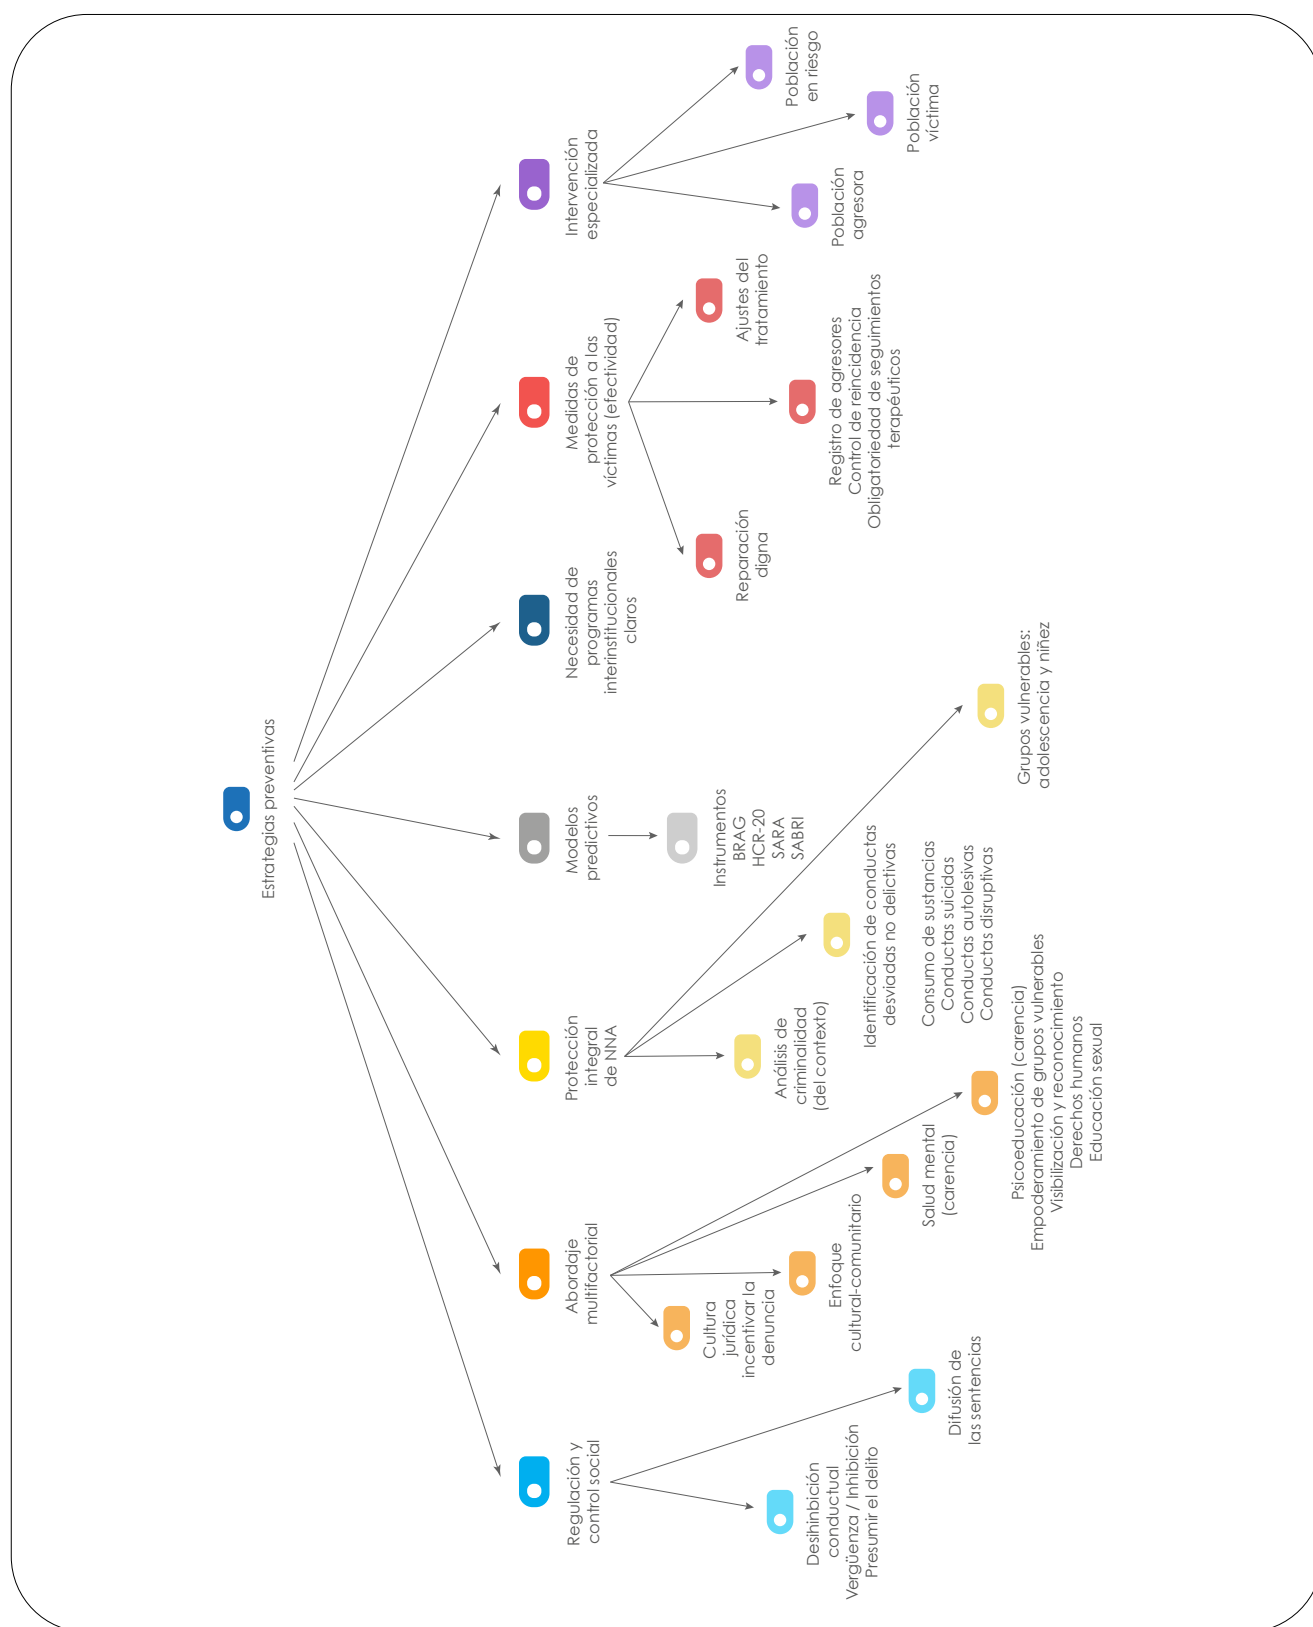 Estrategias preventivas
Regulación y
control social
Desihinbición
conductual
Vergüenza / Inhibición
Presumir el delito
Difusión de
las sentencias
Abordaje
multifactorial
Cultura
jurídica
incentivar la
denuncia
Enfoque
cultural-comunitario
Salud mental
(carencia)
Psicoeducación (carencia)
Empoderamiento de grupos vulnerables
Visibilización y reconocimiento
Derechos humanos
Educación sexual
Protección
integral
de NNA
Análisis de
criminalidad
(del contexto)
Identificación de conductas
desviadas no delictivas
Consumo de sustancias
Conductas suicidas
Conductas autolesivas
Conductas disruptivas
Grupos vulnerables:
adolescencia y niñez
Modelos
predictivos
Instrumentos
BRAG
HCR-20
SARA
SABRI
Necesidad de
programas
interinstitucionales
claros
Medidas de
protección a las
víctimas (efectividad)
Reparación
digna
Registro de agresores
Control de reincidencia
Obligatoriedad de seguimientos
terapéuticos
Ajustes del
tratamiento
Intervención
especializada
Población
agresora
Población
víctima
Población
en riesgo